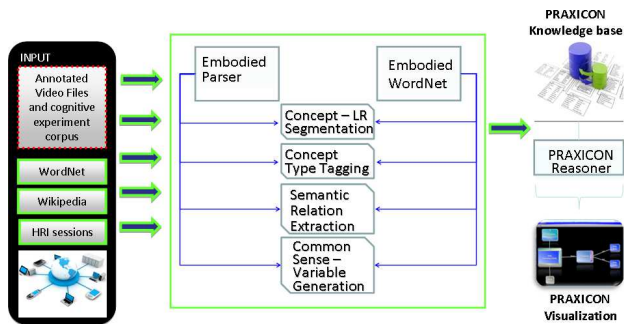 INPUT
Annotated
Video Files
and cognitive
experiment
corpus
WordNet
Wikipedia
HRI sessions
Embodied
Parser
Embodied
WordNet
Concept – LR
Segmentation
Concept
Type Tagging
Semantic
Relation
Extraction
Common
Sense –
Variable
Generation
PRAXICON
Knowledge base
PRAXICON
Reasoner
PRAXICON
Visualization